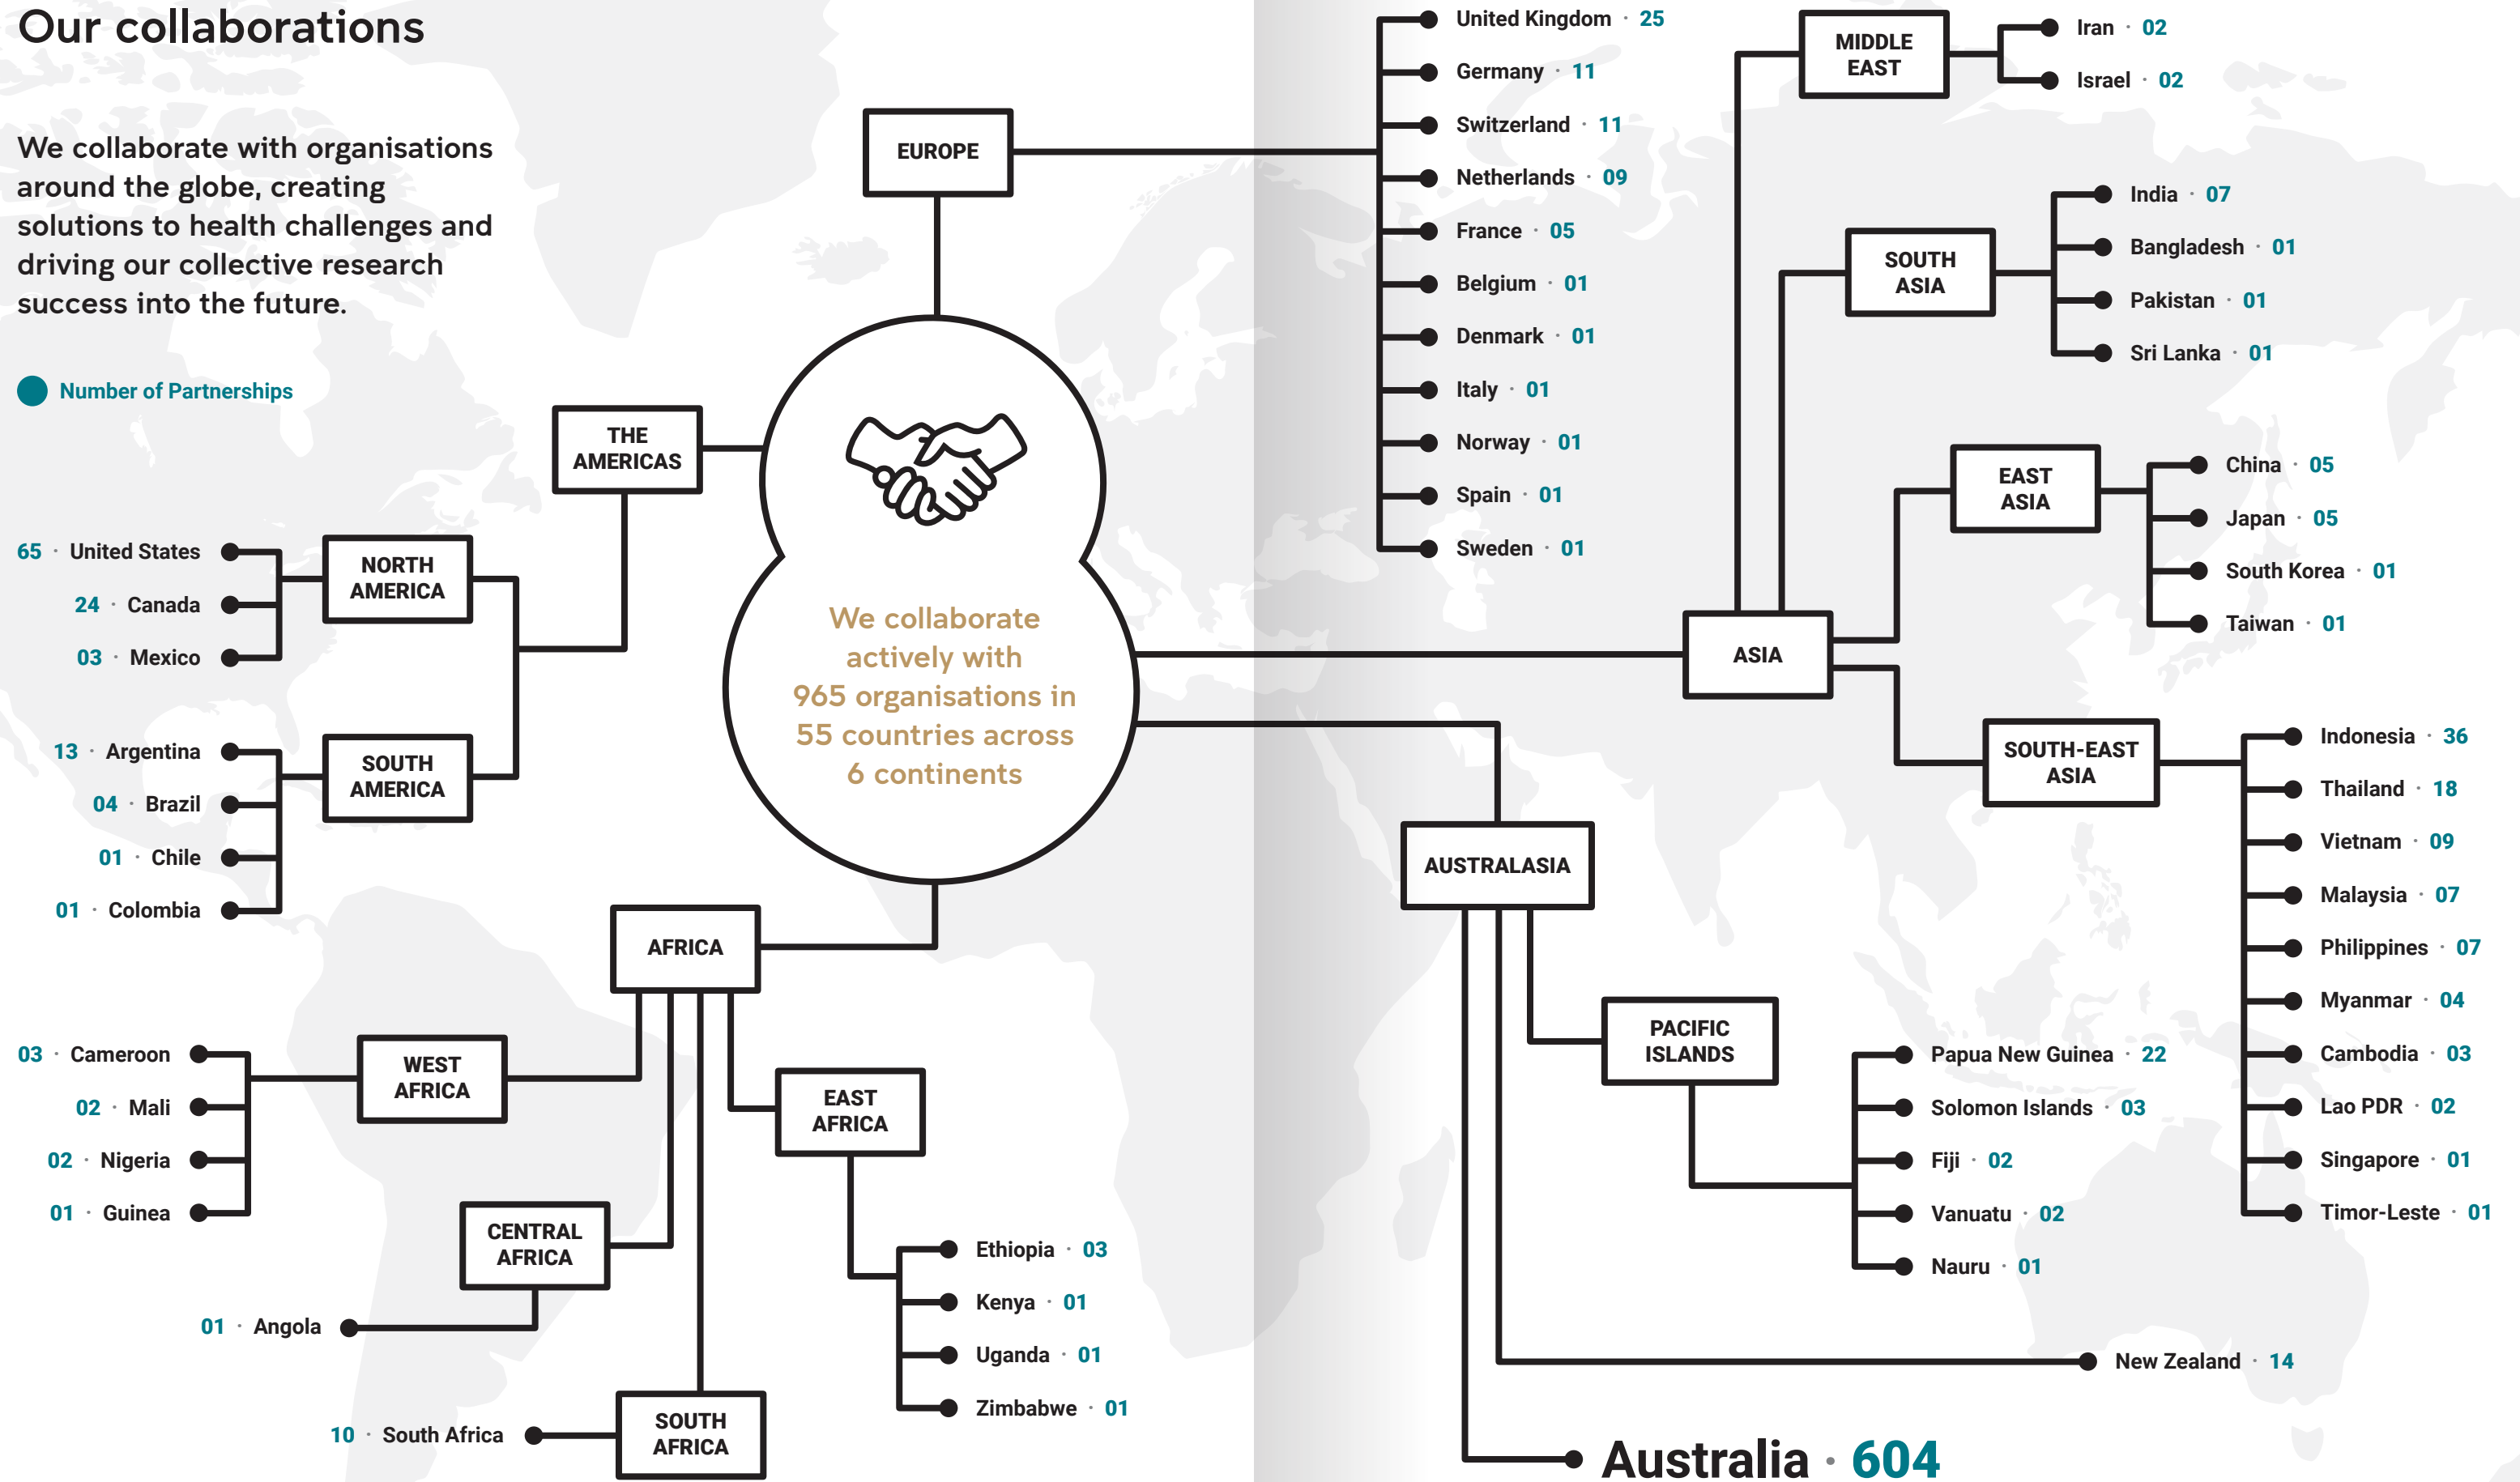 Our collaborations
We collaborate with organisations
around the globe, creating
solutions to health challenges and
driving our collective research
success into the future.
Number of Partnerships
THE
AMERICAS
NORTH
AMERICA
65 · United States
24 · Canada
03 · Mexico
SOUTH
AMERICA
13 · Argentina
04 · Brazil
01 · Chile
01 · Colombia
We collaborate
actively with
965 organisations in
55 countries across
6 continents
AFRICA
WEST
AFRICA
03 · Cameroon
02 · Mali
02 · Nigeria
01 · Guinea
CENTRAL
AFRICA
01 · Angola
SOUTH
AFRICA
10 · South Africa
EAST
AFRICA
Ethiopia · 03
Kenya · 01
Uganda · 01
Zimbabwe · 01
EUROPE
United Kingdom · 25
Germany · 11
Switzerland · 11
Netherlands · 09
France · 05
Belgium · 01
Denmark · 01
Italy · 01
Norway · 01
Spain · 01
Sweden · 01
ASIA
MIDDLE
EAST
Iran · 02
Israel · 02
SOUTH
ASIA
India · 07
Bangladesh · 01
Pakistan · 01
Sri Lanka · 01
EAST
ASIA
China · 05
Japan · 05
South Korea · 01
Taiwan · 01
SOUTH-EAST
ASIA
Indonesia · 36
Thailand · 18
Vietnam · 09
Malaysia · 07
Philippines · 07
Myanmar · 04
Cambodia · 03
Lao PDR · 02
Singapore · 01
Timor-Leste · 01
AUSTRALASIA
PACIFIC
ISLANDS
Papua New Guinea · 22
Solomon Islands · 03
Fiji · 02
Vanuatu · 02
Nauru · 01
New Zealand · 14
Australia · 604